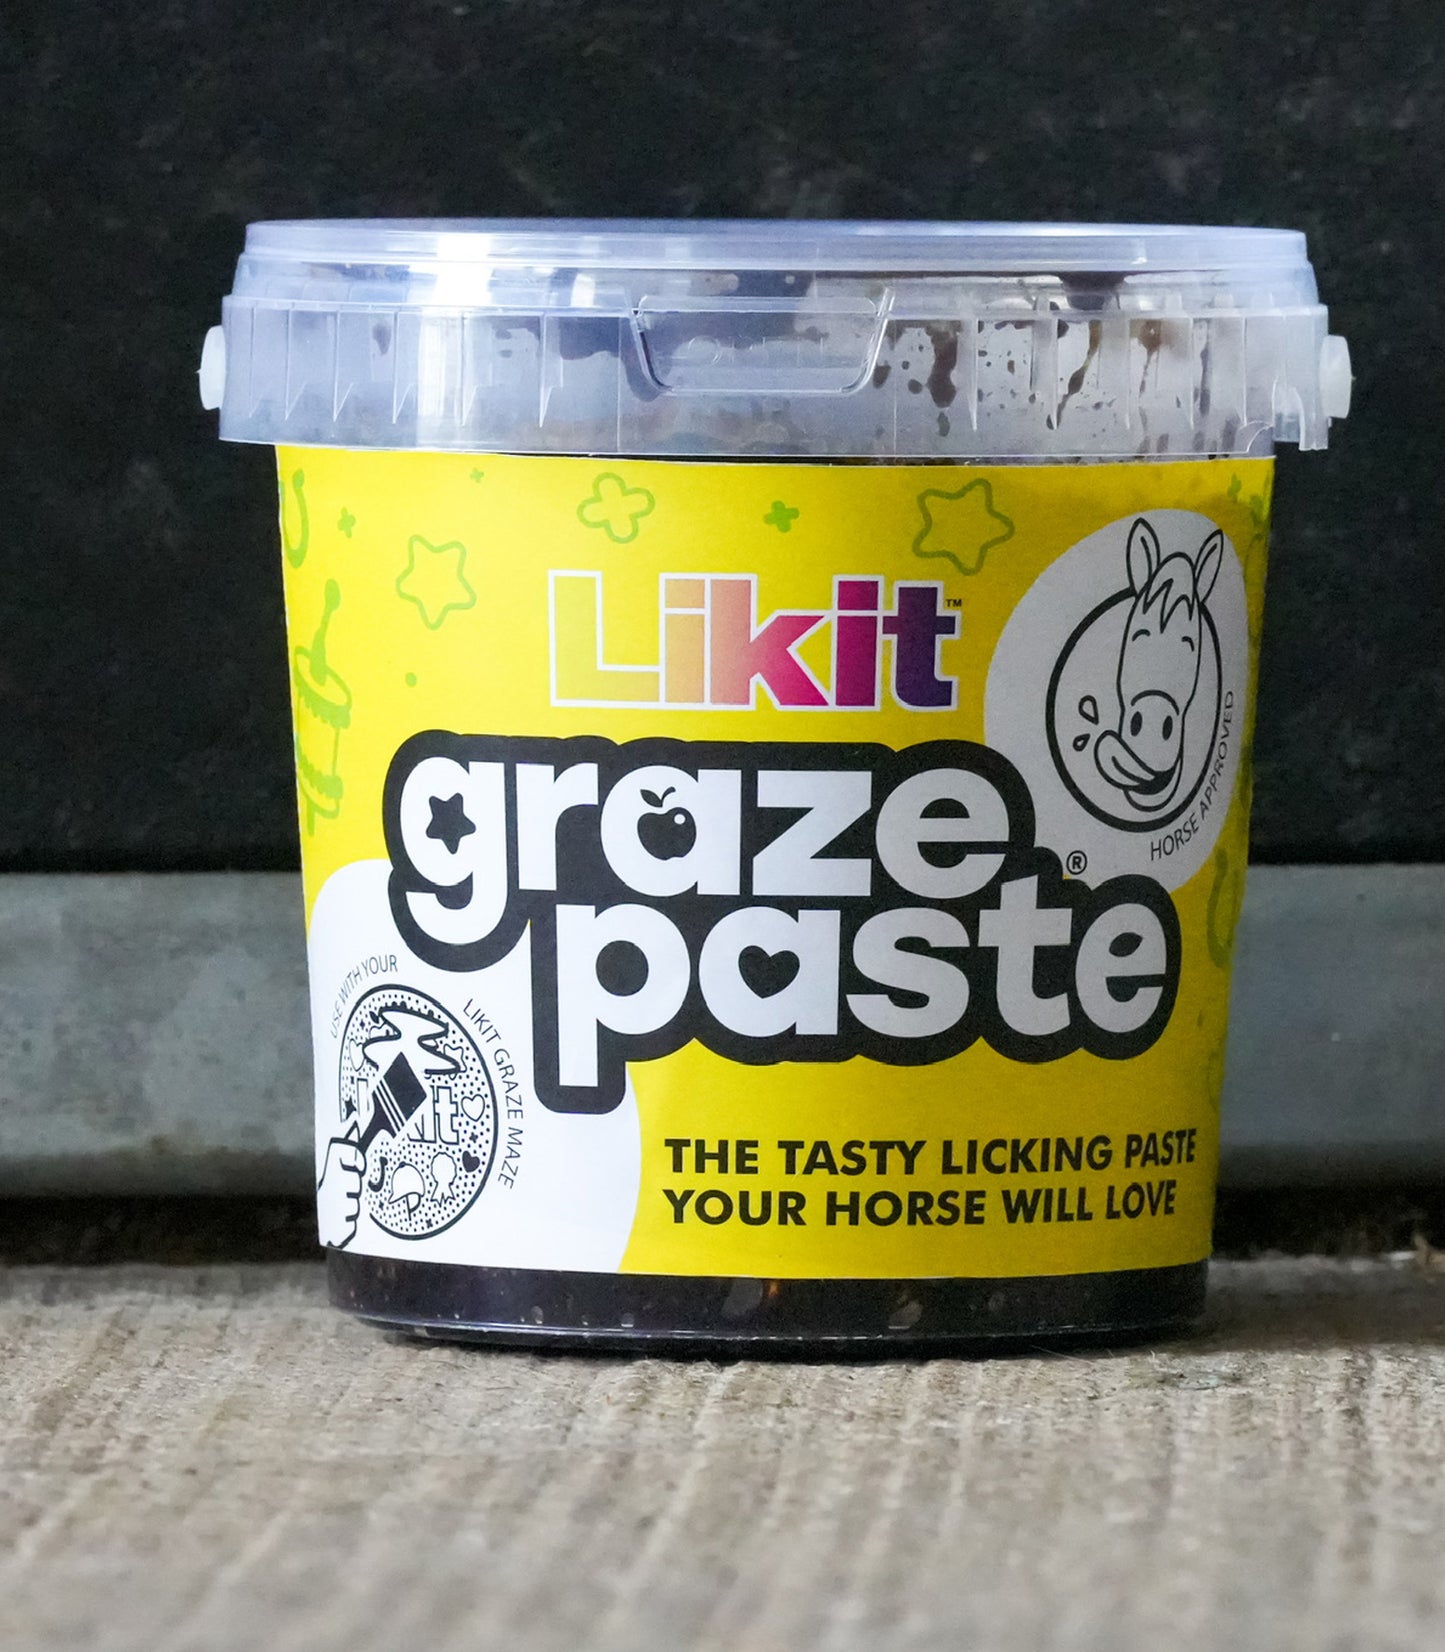 Likit™
graze
paste®
HORSE APPROVED
USE WITH YOUR
LIKIT GRAZE MAZE
THE TASTY LICKING PASTE
YOUR HORSE WILL LOVE